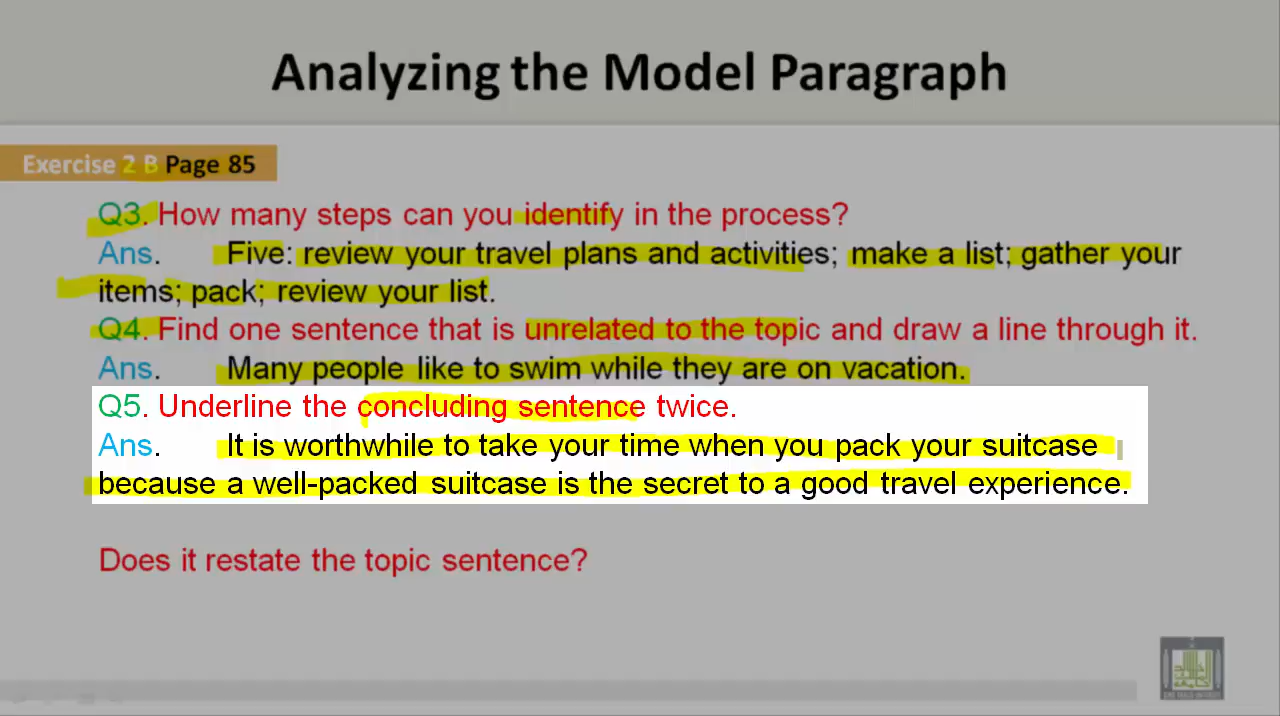 Analyzing the Model Paragraph
Exercise 2 B Page 85
Q3. How many steps can you identify in the process?
Ans. Five: review your travel plans and activities; make a list; gather your
items; pack; review your list.
Q4. Find one sentence that is unrelated to the topic and draw a line through it.
Ans. Many people like to swim while they are on vacation.
Q5. Underline the concluding sentence twice.
Ans. It is worthwhile to take your time when you pack your suitcase
because a well-packed suitcase is the secret to a good travel experience.
Does it restate the topic sentence?